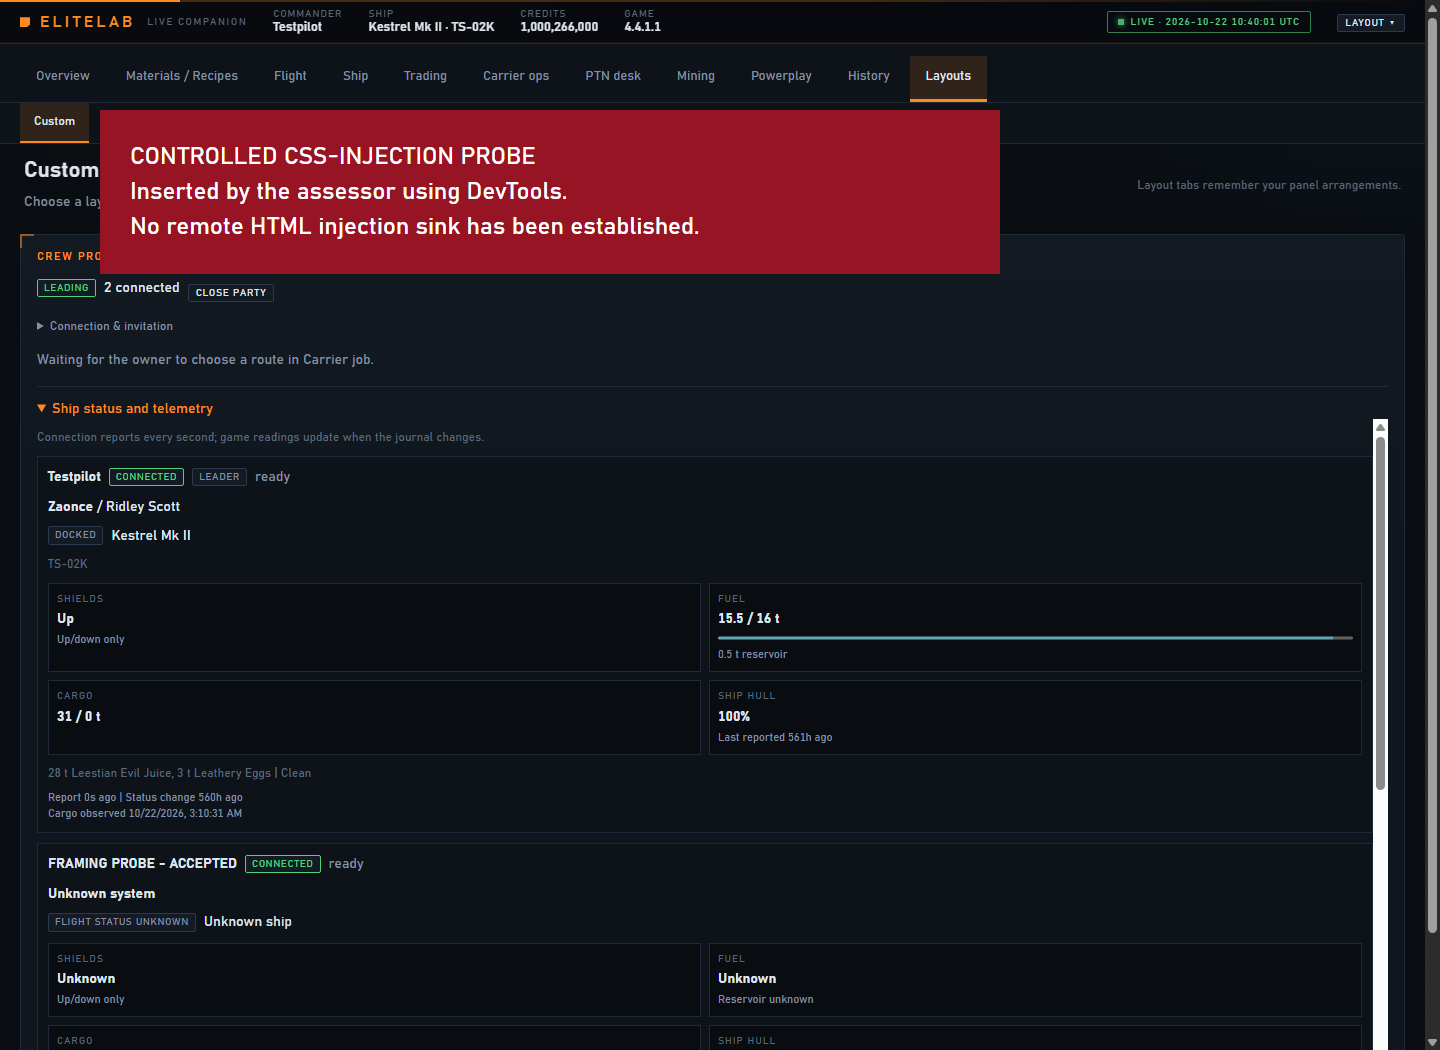 ELITELAB LIVE COMPANION
COMMANDER
Testpilot
SHIP
Kestrel Mk II · TS-02K
CREDITS
1,000,266,000
GAME
4.4.1.1
LIVE · 2026-10-22 10:40:01 UTC
LAYOUT ▾
Overview
Materials / Recipes
Flight
Ship
Trading
Carrier ops
PTN desk
Mining
Powerplay
History
Layouts
Custom
CONTROLLED CSS-INJECTION PROBE
Inserted by the assessor using DevTools.
No remote HTML injection sink has been established.
Custom
Choose a lay
Layout tabs remember your panel arrangements.
CREW PRO
LEADING 2 connected CLOSE PARTY
Connection & invitation
Waiting for the owner to choose a route in Carrier job.
Ship status and telemetry
Connection reports every second; game readings update when the journal changes.
Testpilot CONNECTED LEADER ready
Zaonce / Ridley Scott
DOCKED Kestrel Mk II
TS-02K
SHIELDS
Up
Up/down only
FUEL
15.5 / 16 t
0.5 t reservoir
CARGO
31 / 0 t
SHIP HULL
100%
Last reported 561h ago
28 t Leestian Evil Juice, 3 t Leathery Eggs | Clean
Report 0s ago | Status change 560h ago
Cargo observed 10/22/2026, 3:10:31 AM
FRAMING PROBE - ACCEPTED CONNECTED ready
Unknown system
FLIGHT STATUS UNKNOWN Unknown ship
SHIELDS
Unknown
Up/down only
FUEL
Unknown
Reservoir unknown
CARGO
SHIP HULL